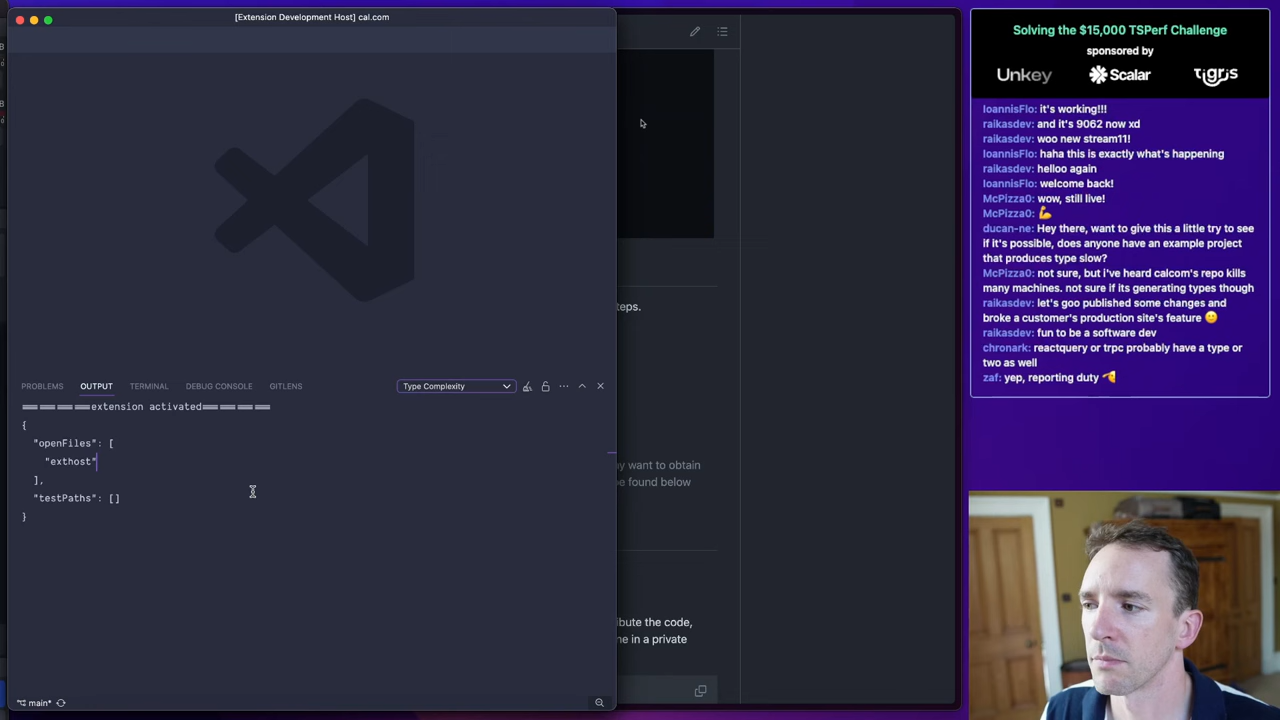 [Extension Development Host] cal.com
PROBLEMS
OUTPUT
TERMINAL
DEBUG CONSOLE
GITLENS
Type Complexity
=====extension activated=====
{
"openFiles": [
"exthost"
],
"testPaths": []
}
main*
teps.
want to obtain
be found below
ibute the code,
ne in a private
Solving the $15,000 TSPerf Challenge
sponsored by
Unkey
Scalar
tigris
IoannisFlo: it's working!!!
raikasdev: and it's 9062 now xd
raikasdev: woo new stream11!
IoannisFlo: haha this is exactly what's happening
raikasdev: helloo again
IoannisFlo: welcome back!
McPizza0: wow, still live!
McPizza0: 💪
ducan-ne: Hey there, want to give this a little try to see
if it's possible, does anyone have an example project
that produces type slow?
McPizza0: not sure, but i've heard calcom's repo kills
many machines. not sure if its generating types though
raikasdev: let's goo published some changes and
broke a customer's production site's feature 🙂
raikasdev: fun to be a software dev
chronark: reactquery or trpc probably have a type or
two as well
zaf: yep, reporting duty 🫡